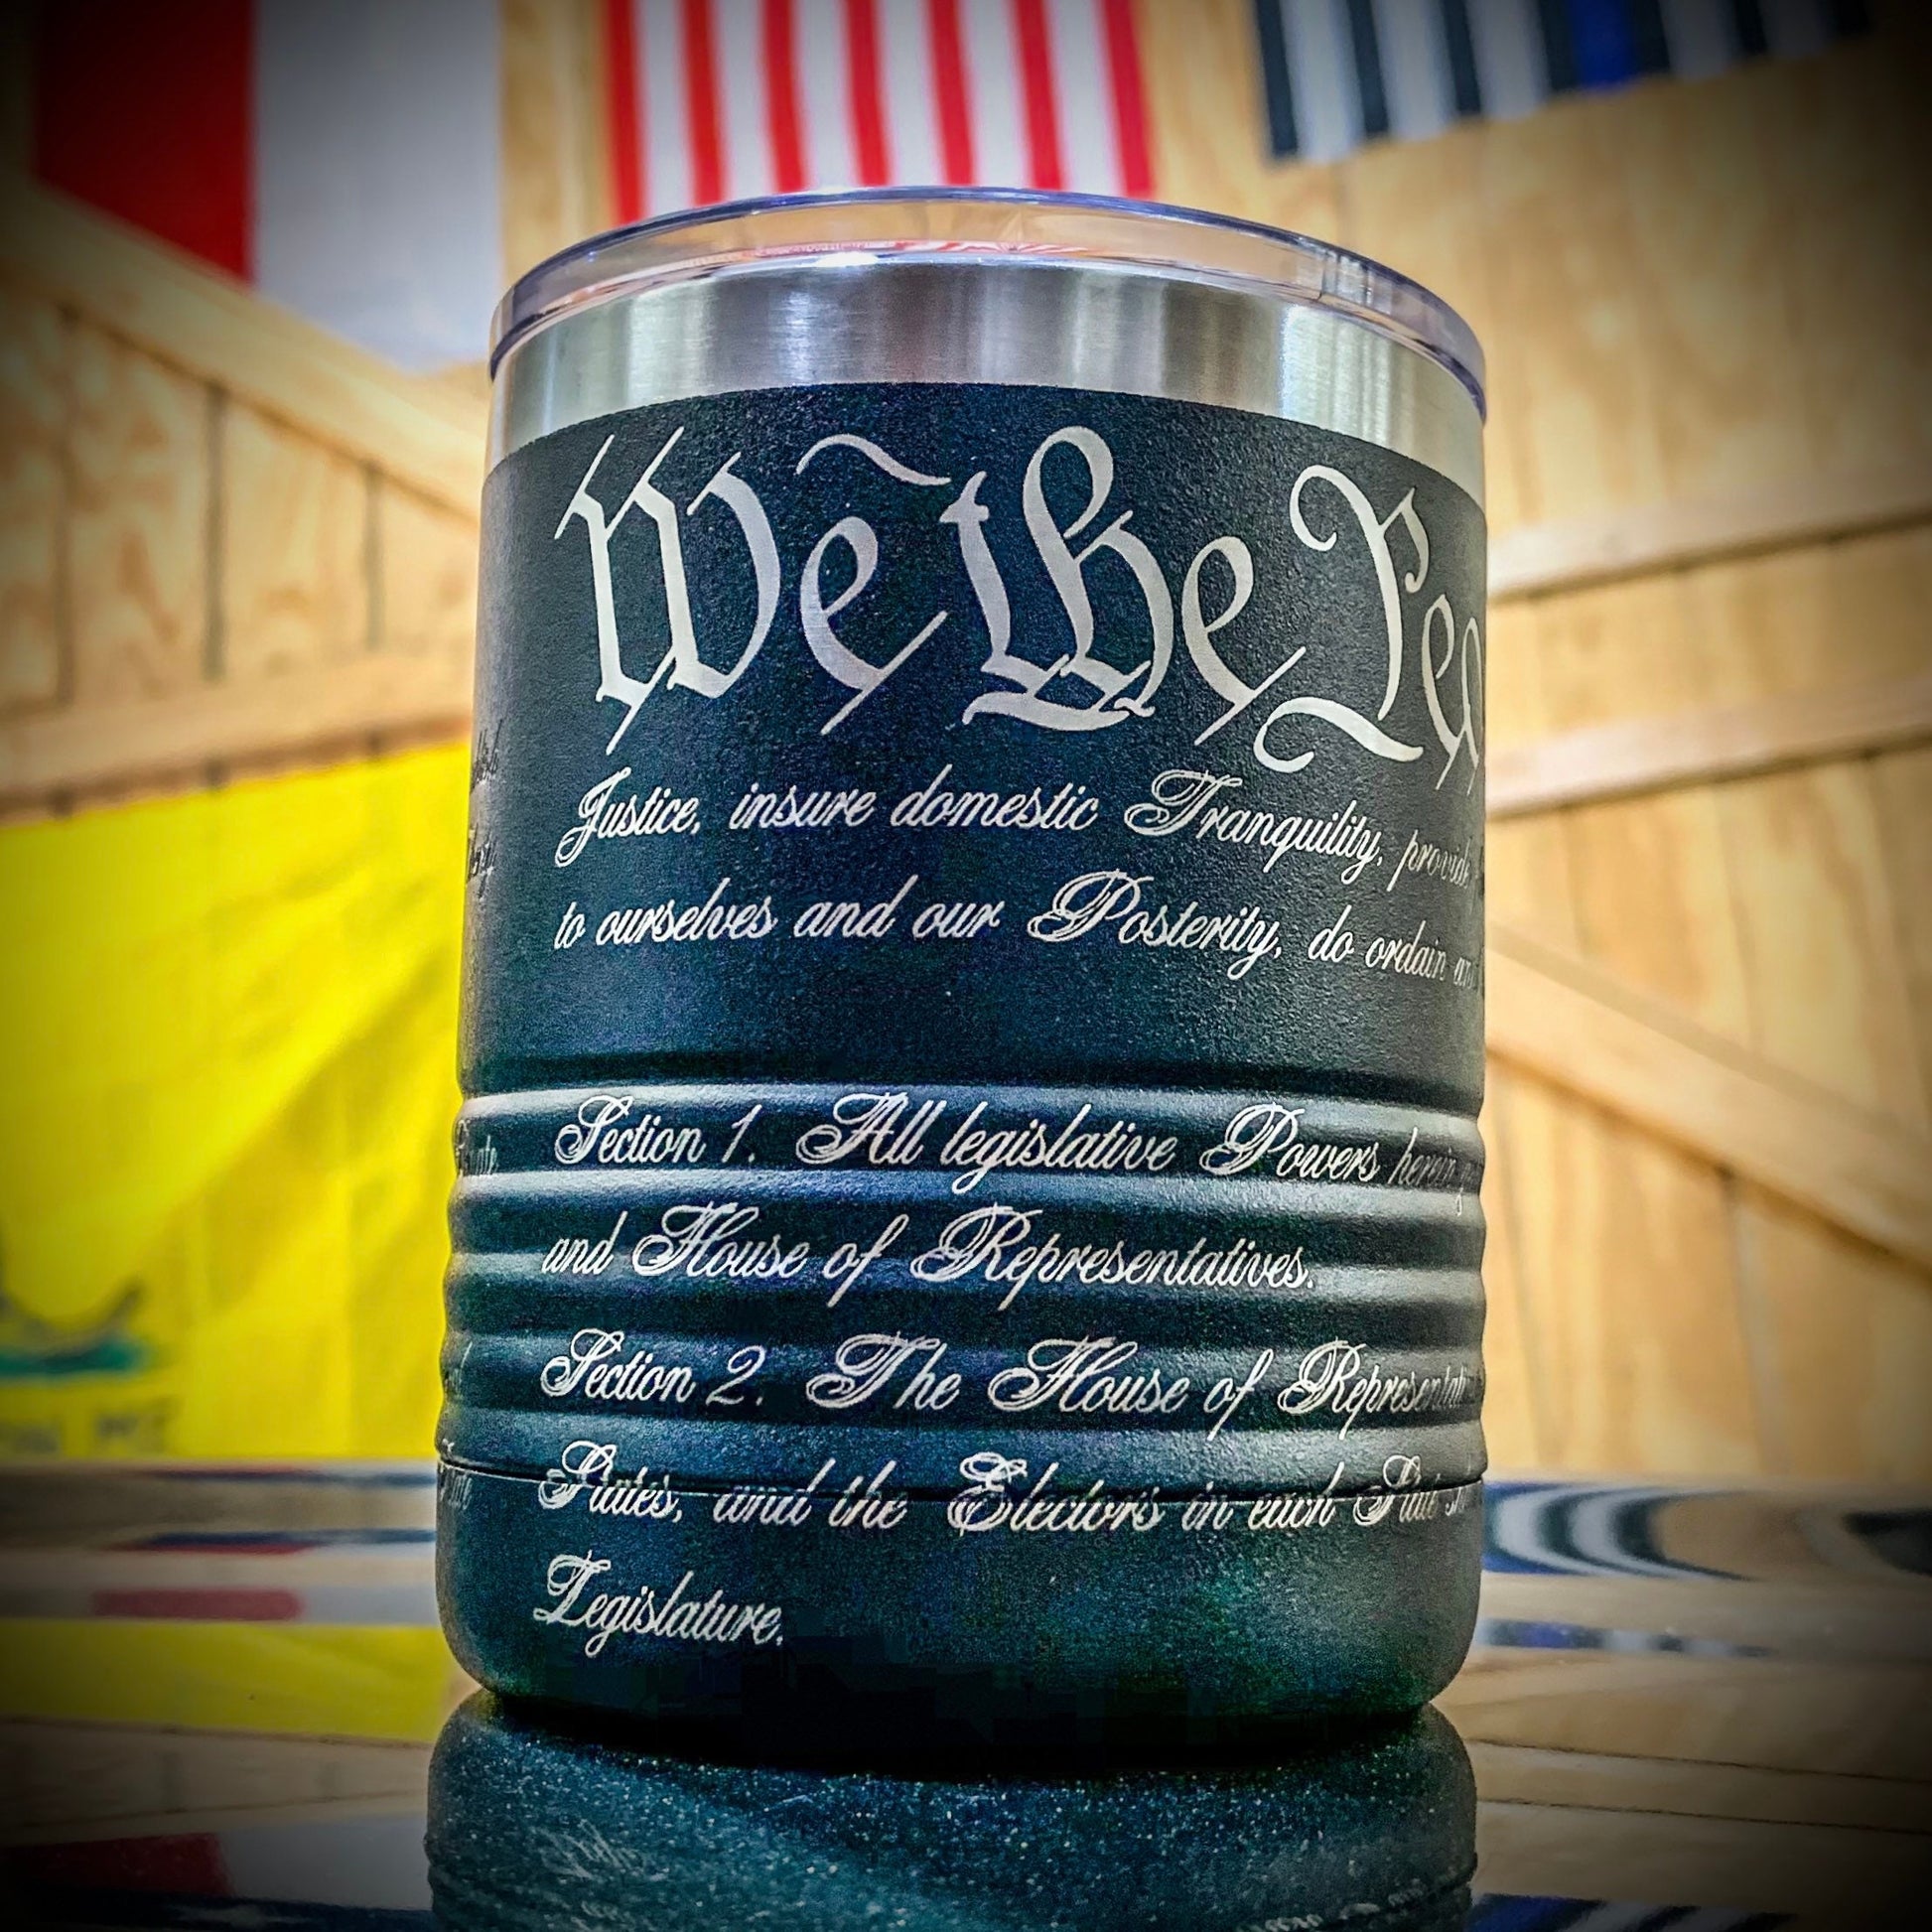 We the Peo
Justice, insure domestic Tranquility, provide
to ourselves and our Posterity, do ordain and
Section 1. All legislative Powers herein
and House of Representatives.
Section 2. The House of Representati
States, and the Electors in each State
Legislature.